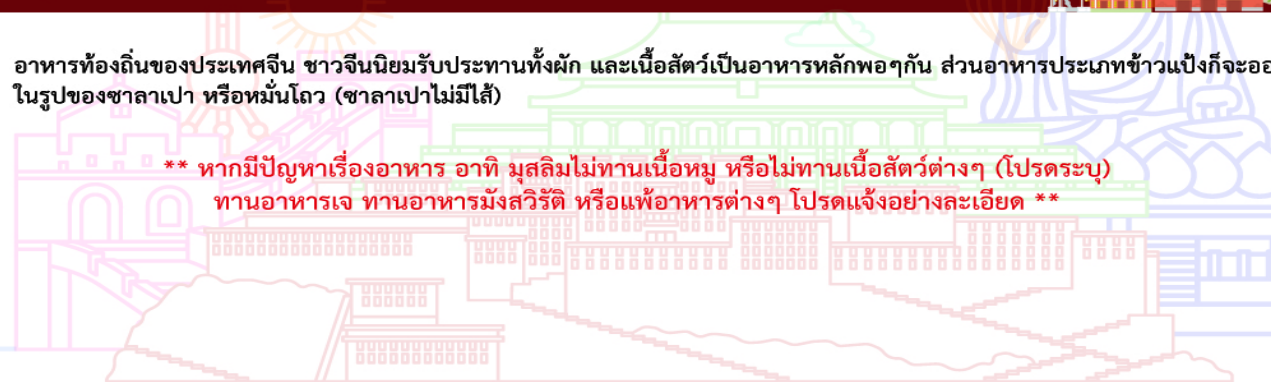 อาหารท้องถิ่นของประเทศจีน ชาวจีนนิยมรับประทานทั้งผัก และเนื้อสัตว์เป็นอาหารหลักพอๆกัน ส่วนอาหารประเภทข้าวแป้งก็จะออ
ในรูปของซาลาเปา หรือหมั่นโถว (ซาลาเปาไม่มีไส้)
** หากมีปัญหาเรื่องอาหาร อาทิ มุสลิมไม่ทานเนื้อหมู หรือไม่ทานเนื้อสัตว์ต่างๆ (โปรดระบุ)
ทานอาหารเจ ทานอาหารมังสวิรัติ หรือแพ้อาหารต่างๆ โปรดแจ้งอย่างละเอียด **